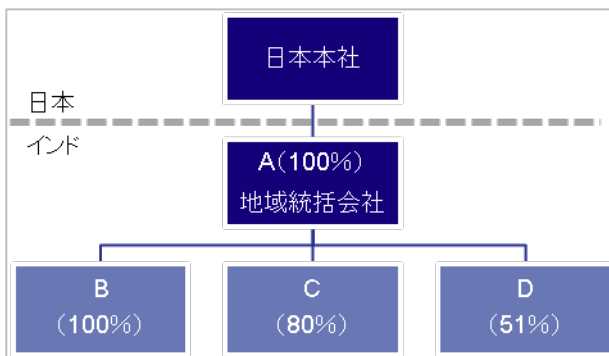 日本本社
日本
インド
A(100%)
地域統括会社
B
(100%)
C
(80%)
D
(51%)